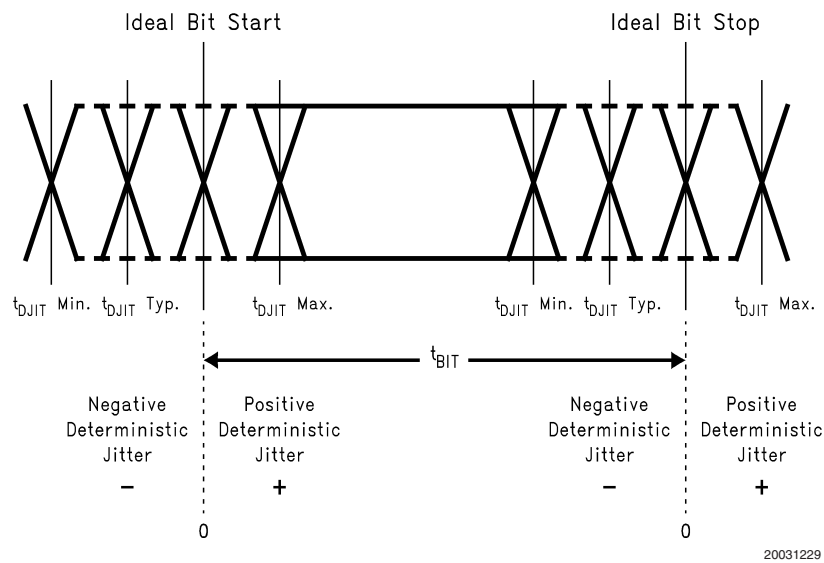 Ideal Bit Start Ideal Bit Stop
tDJIT Min. tDJIT Typ. tDJIT Max. tDJIT Min. tDJIT Typ. tDJIT Max.
tBIT
Negative Positive Negative Positive
Deterministic Deterministic Deterministic Deterministic
Jitter Jitter Jitter Jitter
− + − +
0 0
20031229